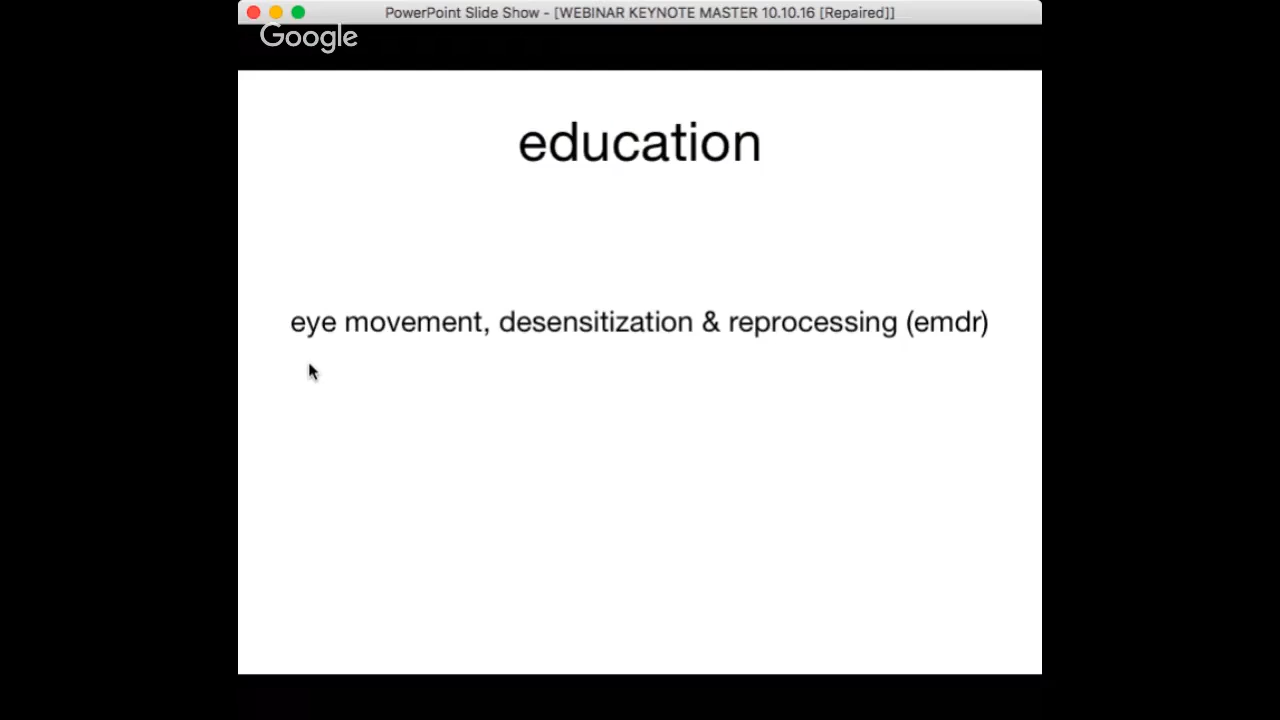 PowerPoint Slide Show - [WEBINAR KEYNOTE MASTER 10.10.16 [Repaired]]
Google
education
eye movement, desensitization & reprocessing (emdr)